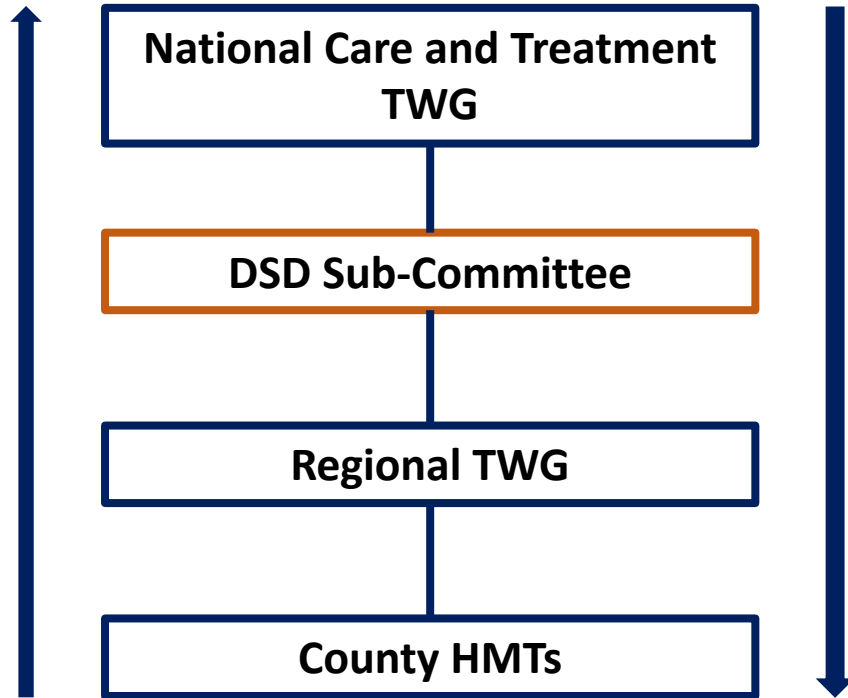 National Care and Treatment
TWG
DSD Sub-Committee
Regional TWG
County HMTs